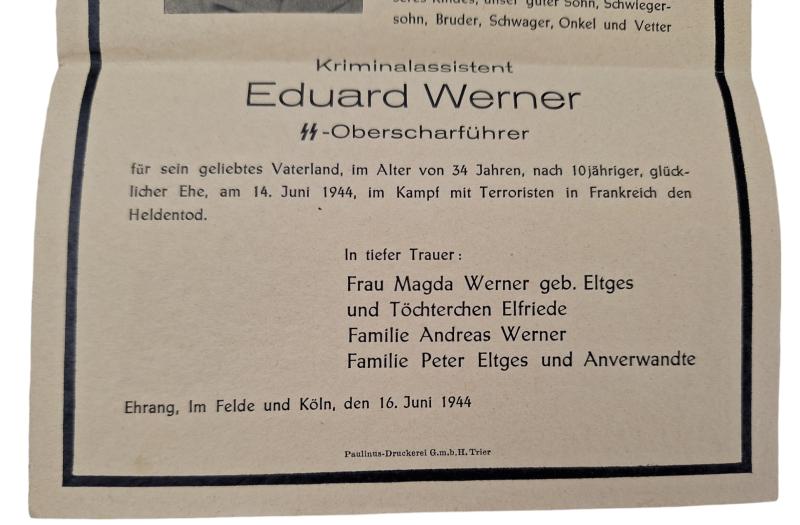 seres Kindes, unser guter Sohn, Schwieger-
sohn, Bruder, Schwager, Onkel und Vetter
Kriminalassistent
Eduard Werner
ᛋᛋ-Oberscharführer
für sein geliebtes Vaterland, im Alter von 34 Jahren, nach 10jähriger, glück-
licher Ehe, am 14. Juni 1944, im Kampf mit Terroristen in Frankreich den
Heldentod.
In tiefer Trauer:
Frau Magda Werner geb. Eltges
und Töchterchen Elfriede
Familie Andreas Werner
Familie Peter Eltges und Anverwandte
Ehrang, Im Felde und Köln, den 16. Juni 1944
Paulinus-Druckerei G.m.b.H. Trier